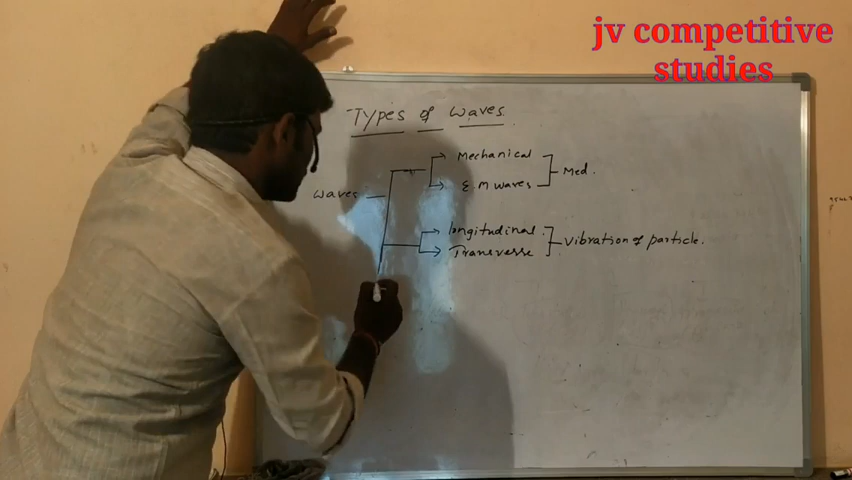 jv competitive
studies
Types of Waves
Mechanical
Med.
E.M waves
waves
longitudinal.
vibration of particle.
Transverse